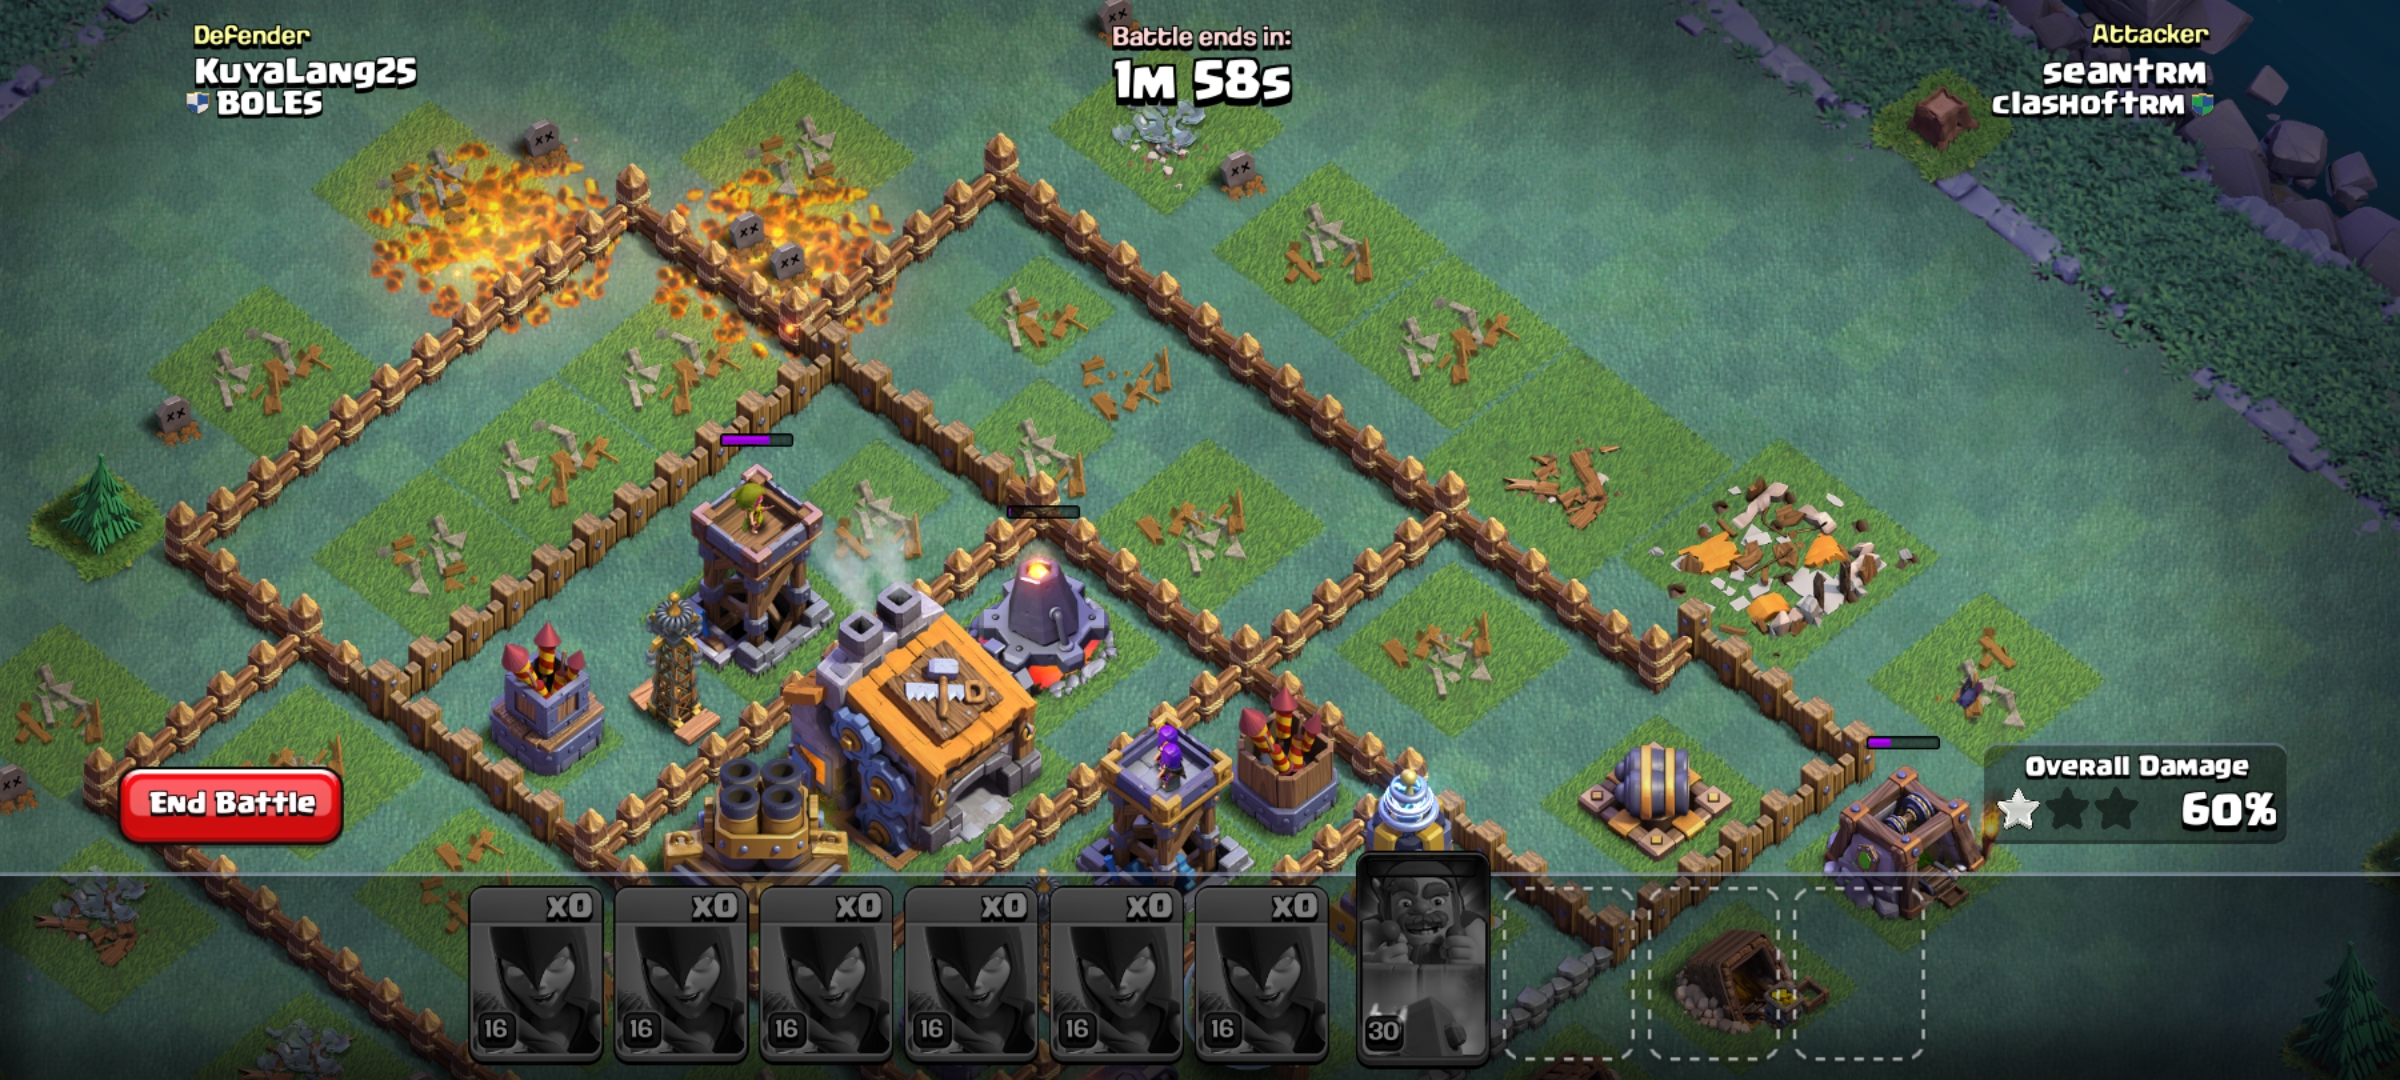 Defender
KuyaLang25
BOLES
Battle ends in:
1M 58s
Attacker
seantRM
clashoftRM
End Battle
Overall Damage
60%
x0
x0
x0
x0
x0
x0
16
16
16
16
16
16
30